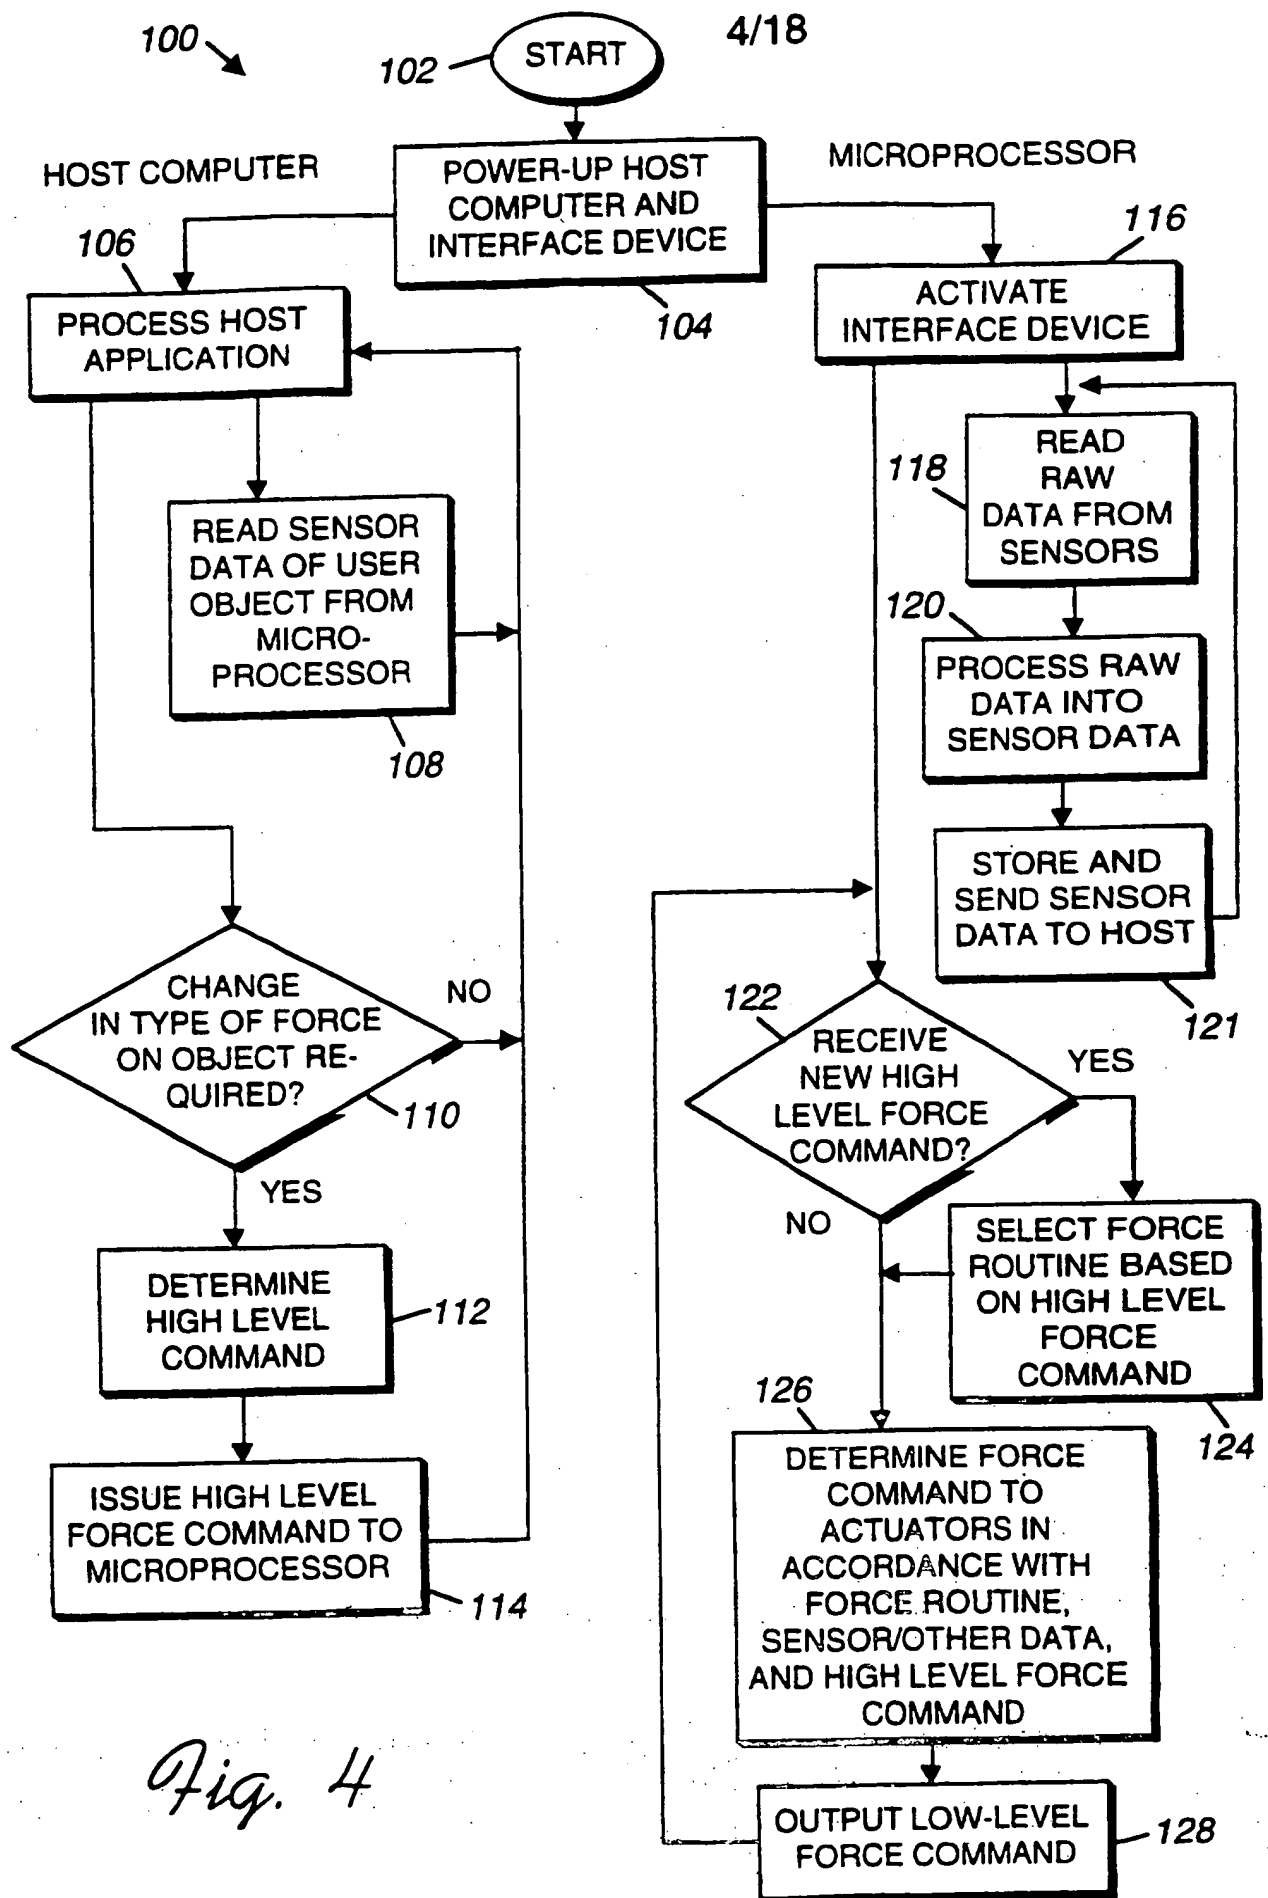 100
102
START
4/18
HOST COMPUTER
POWER-UP HOST
COMPUTER AND
INTERFACE DEVICE
104
MICROPROCESSOR
106
PROCESS HOST
APPLICATION
READ SENSOR
DATA OF USER
OBJECT FROM
MICRO-
PROCESSOR
108
CHANGE
IN TYPE OF FORCE
ON OBJECT RE-
QUIRED?
110
NO
YES
DETERMINE
HIGH LEVEL
COMMAND
112
ISSUE HIGH LEVEL
FORCE COMMAND TO
MICROPROCESSOR
114
116
ACTIVATE
INTERFACE DEVICE
118
READ
RAW
DATA FROM
SENSORS
120
PROCESS RAW
DATA INTO
SENSOR DATA
STORE AND
SEND SENSOR
DATA TO HOST
121
122
RECEIVE
NEW HIGH
LEVEL FORCE
COMMAND?
YES
NO
SELECT FORCE
ROUTINE BASED
ON HIGH LEVEL
FORCE
COMMAND
124
126
DETERMINE FORCE
COMMAND TO
ACTUATORS IN
ACCORDANCE WITH
FORCE ROUTINE,
SENSOR/OTHER DATA,
AND HIGH LEVEL FORCE
COMMAND
OUTPUT LOW-LEVEL
FORCE COMMAND
128
Fig. 4